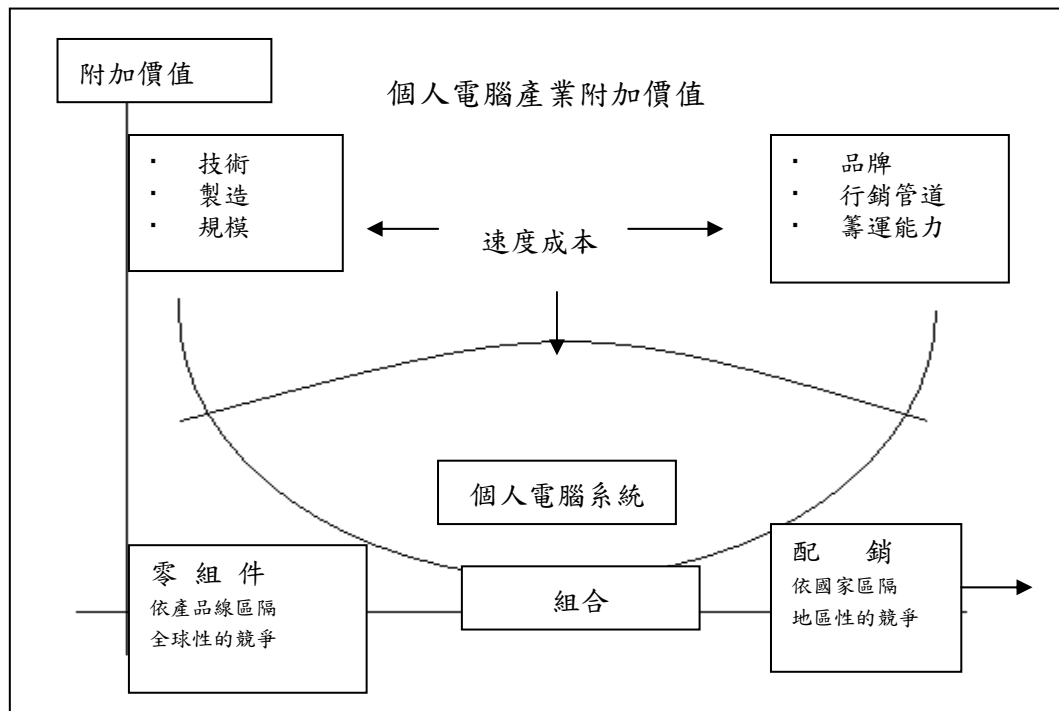 附加價值
個人電腦產業附加價值
· 技術
· 製造
· 規模
速度成本
· 品牌
· 行銷管道
· 籌運能力
個人電腦系統
零 組 件
依產品線區隔
全球性的競爭
組合
配 銷
依國家區隔
地區性的競爭